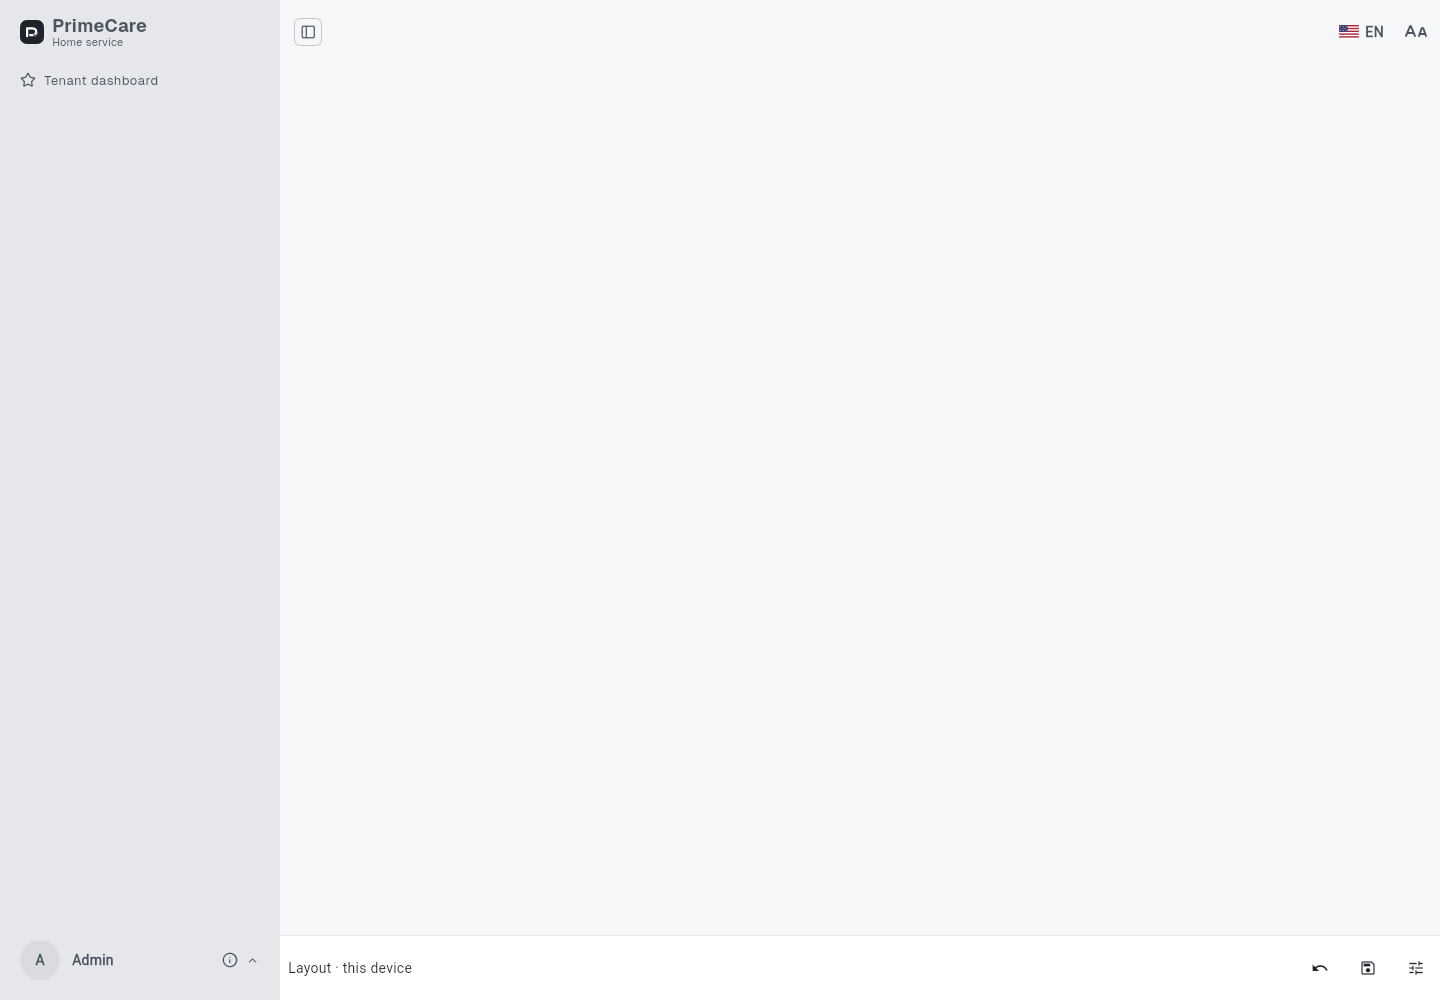 PrimeCare
Home service
EN
AA
Tenant dashboard
A
Admin
Layout · this device